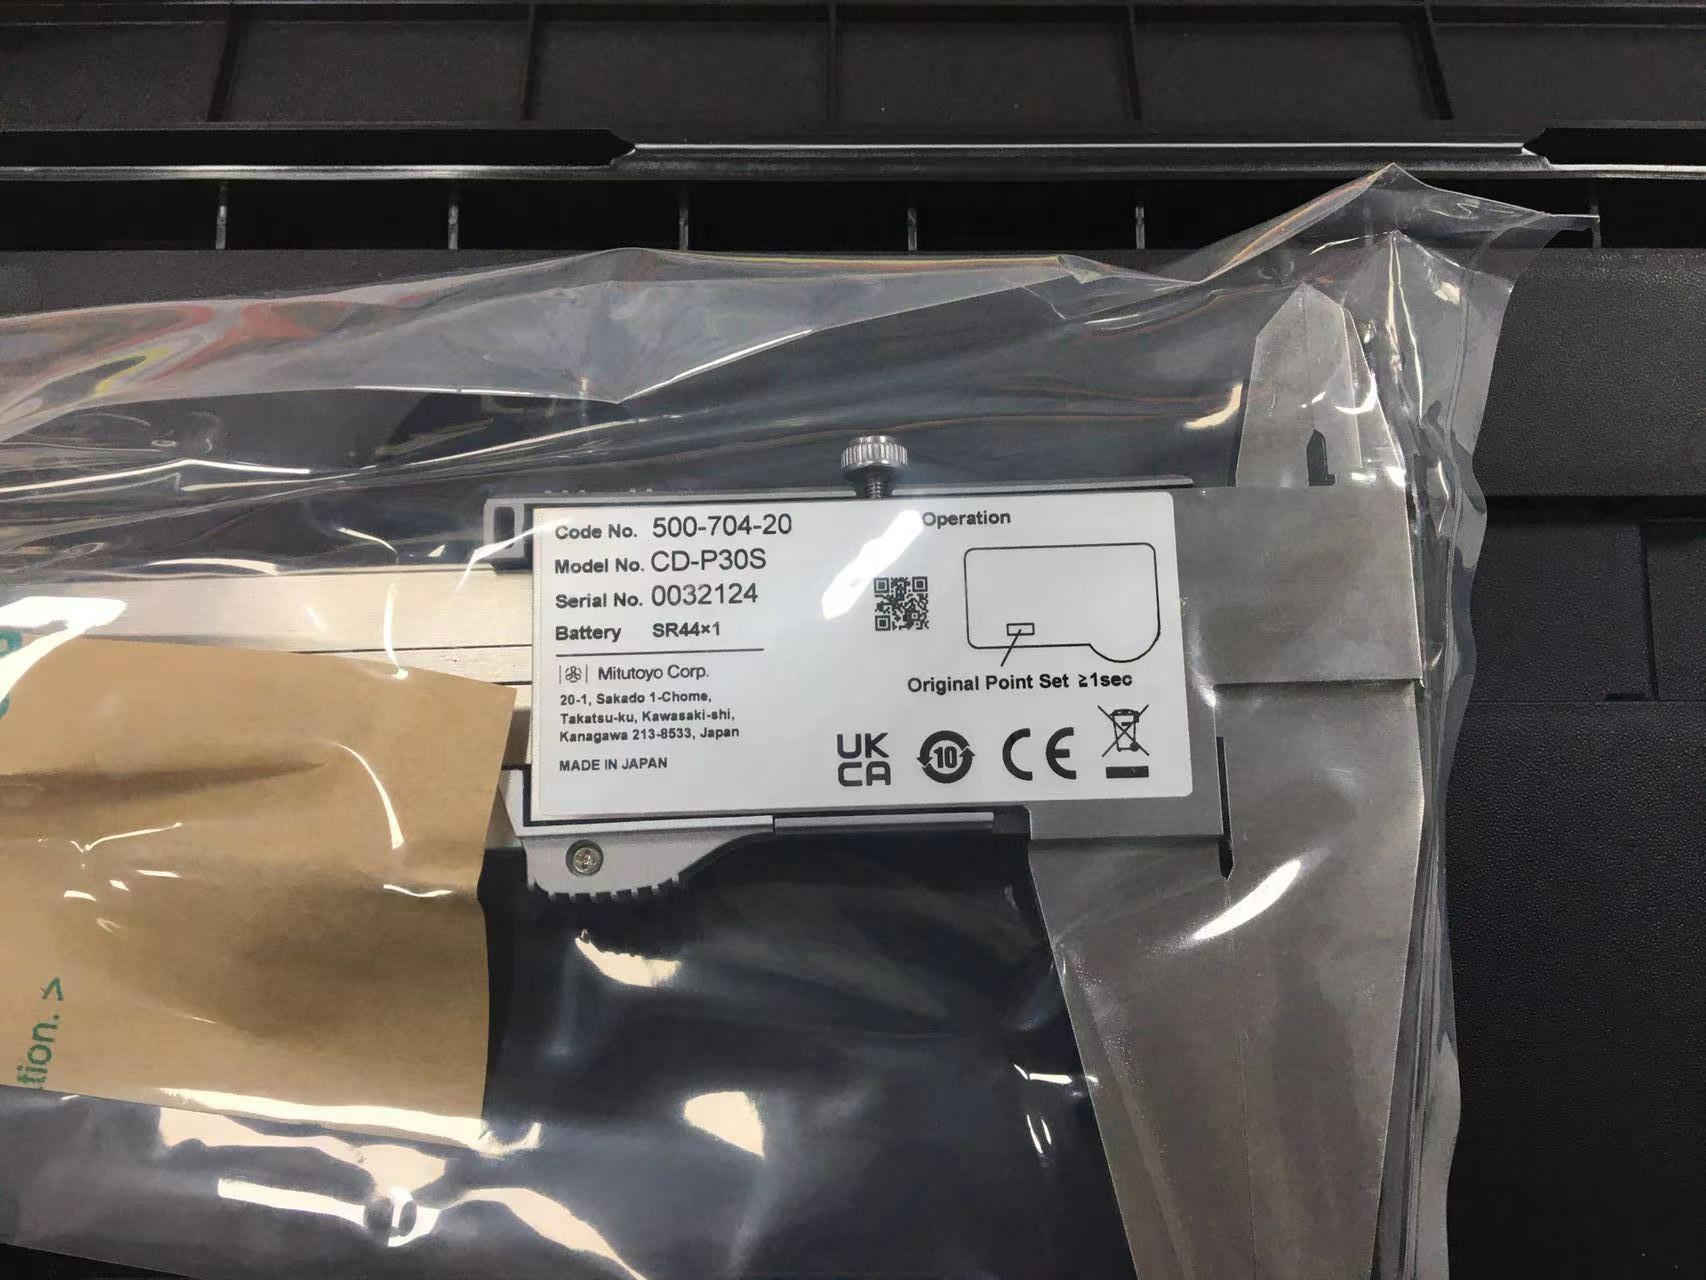 Code No. 500-704-20
Model No. CD-P30S
Serial No. 0032124
Battery SR44×1
Mitutoyo Corp.
20-1, Sakado 1-Chome,
Takatsu-ku, Kawasaki-shi,
Kanagawa 213-8533, Japan
MADE IN JAPAN
Operation
Original Point Set ≥1sec
UK
CA
10
CE
tion. >